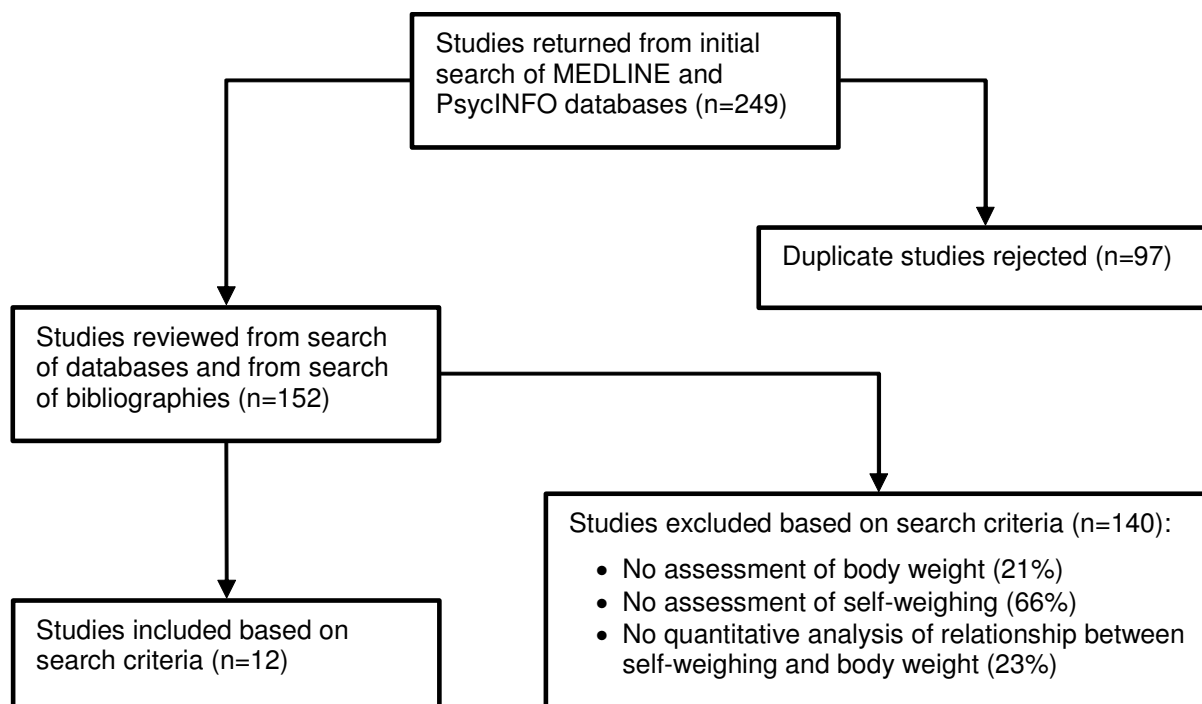 Studies returned from initial
search of MEDLINE and
PsycINFO databases (n=249)
Duplicate studies rejected (n=97)
Studies reviewed from search
of databases and from search
of bibliographies (n=152)
Studies excluded based on search criteria (n=140):
• No assessment of body weight (21%)
• No assessment of self-weighing (66%)
• No quantitative analysis of relationship between
self-weighing and body weight (23%)
Studies included based on
search criteria (n=12)